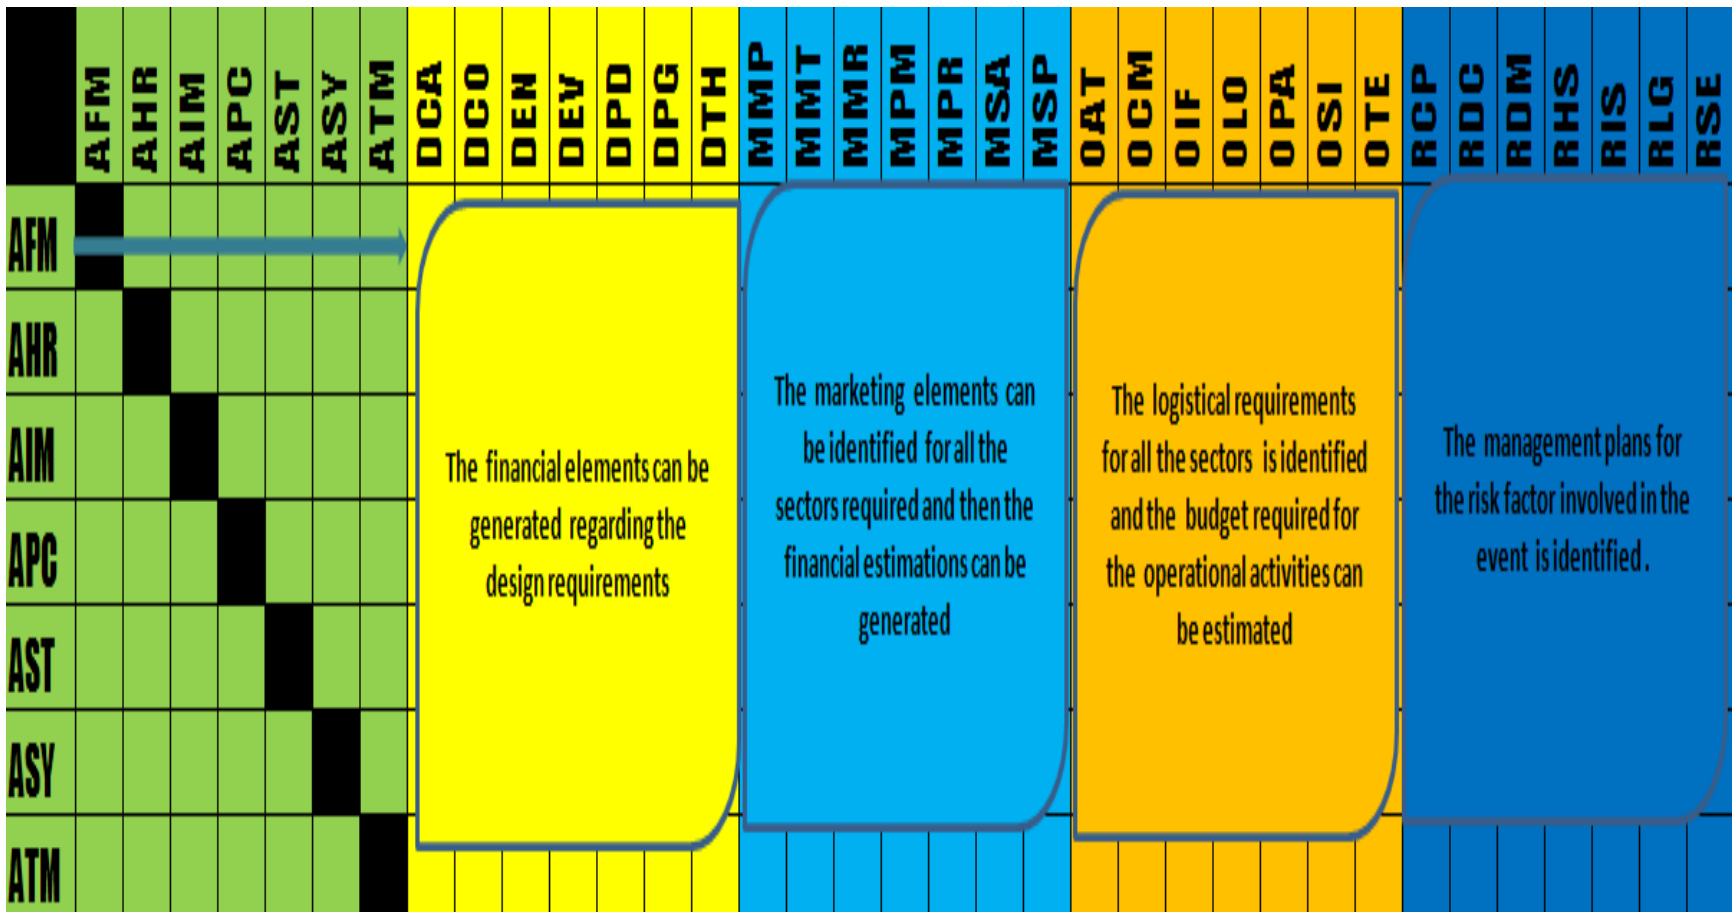 AFM AHR AIM APC AST ASY ATM DCA DCO DEN DEV DPD DPG DTH MMP MMT MMR MPM MPR MSA MSP OAT OCM OIF OLO OPA OSI OTE RCP RDC RDM RHS RIS RLG RSE
AFM
AHR
AIM
APC
AST
ASY
ATM
The financial elements can be
generated regarding the
design requirements
The marketing elements can
be identified for all the
sectors required and then the
financial estimations can be
generated
The logistical requirements
for all the sectors is identified
and the budget required for
the operational activities can
be estimated
The management plans for
the risk factor involved in the
event is identified.